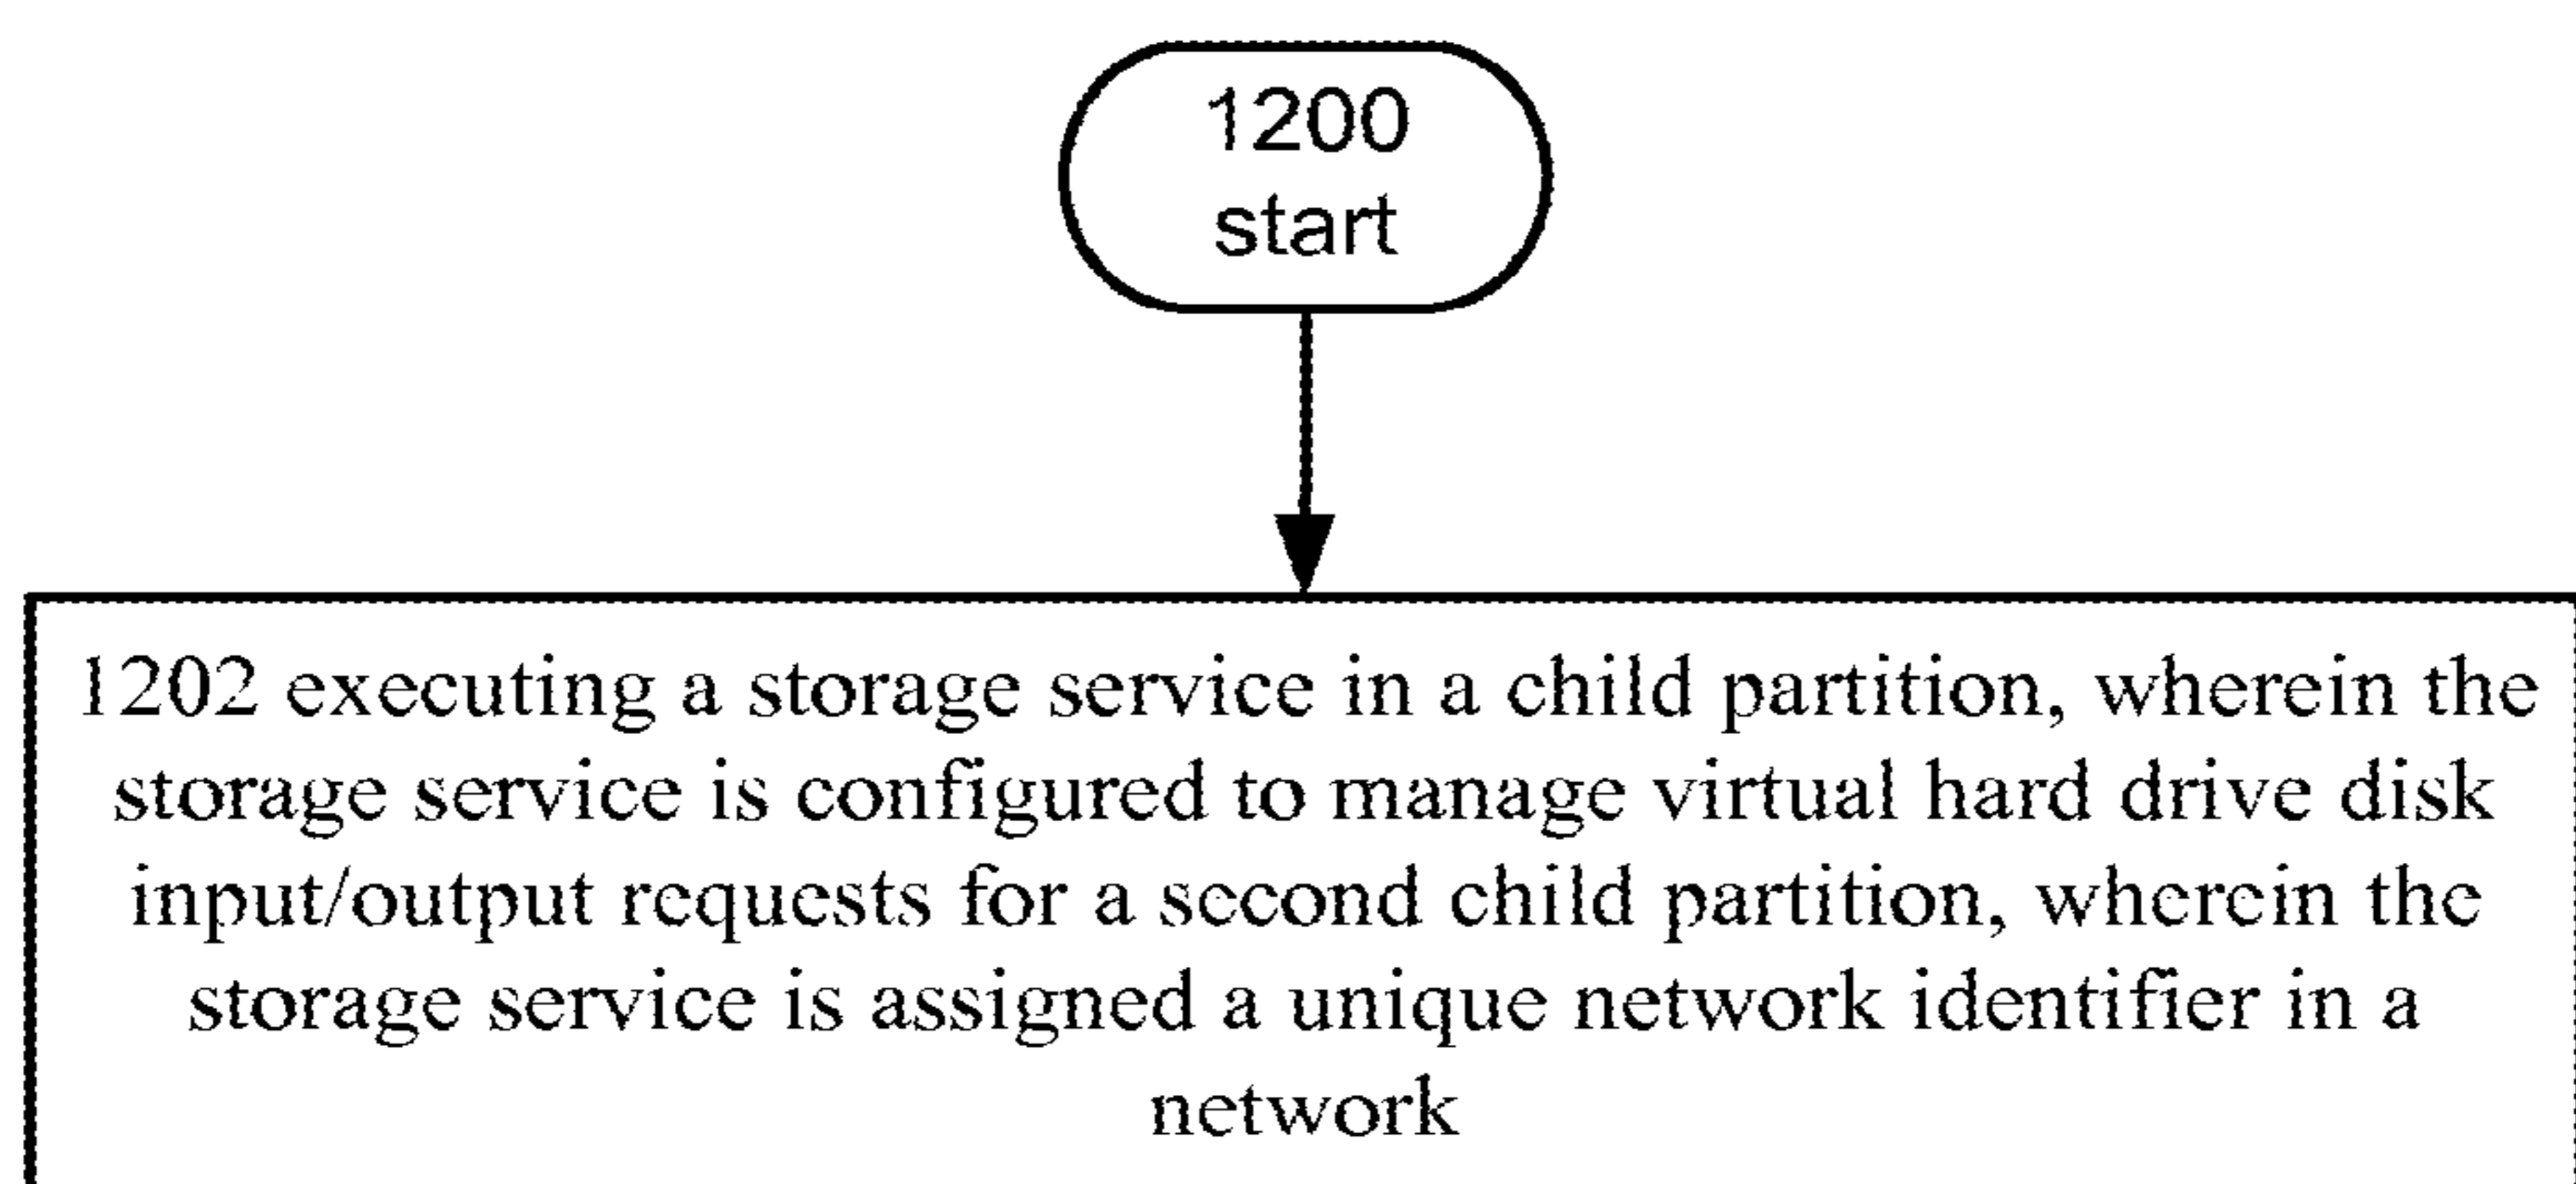 1200
start
1202 executing a storage service in a child partition, wherein the
storage service is configured to manage virtual hard drive disk
input/output requests for a second child partition, wherein the
storage service is assigned a unique network identifier in a
network